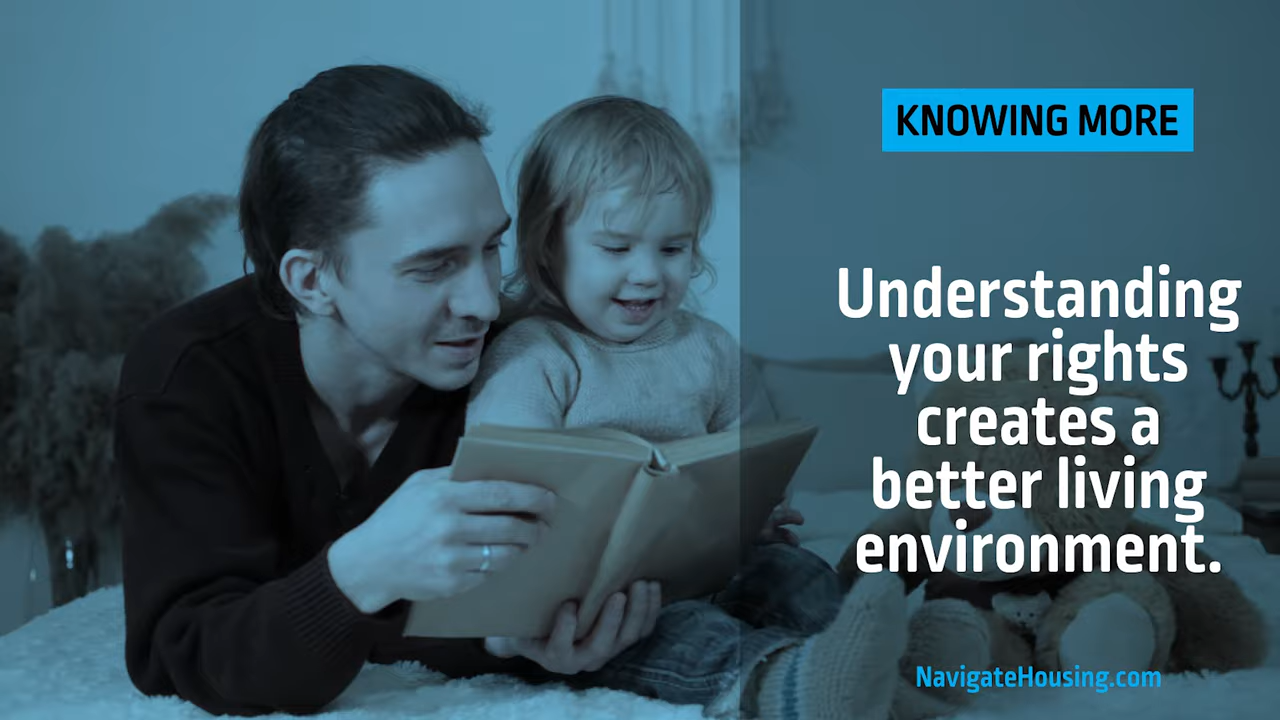 KNOWING MORE
Understanding
your rights
creates a
better living
environment.
NavigateHousing.com